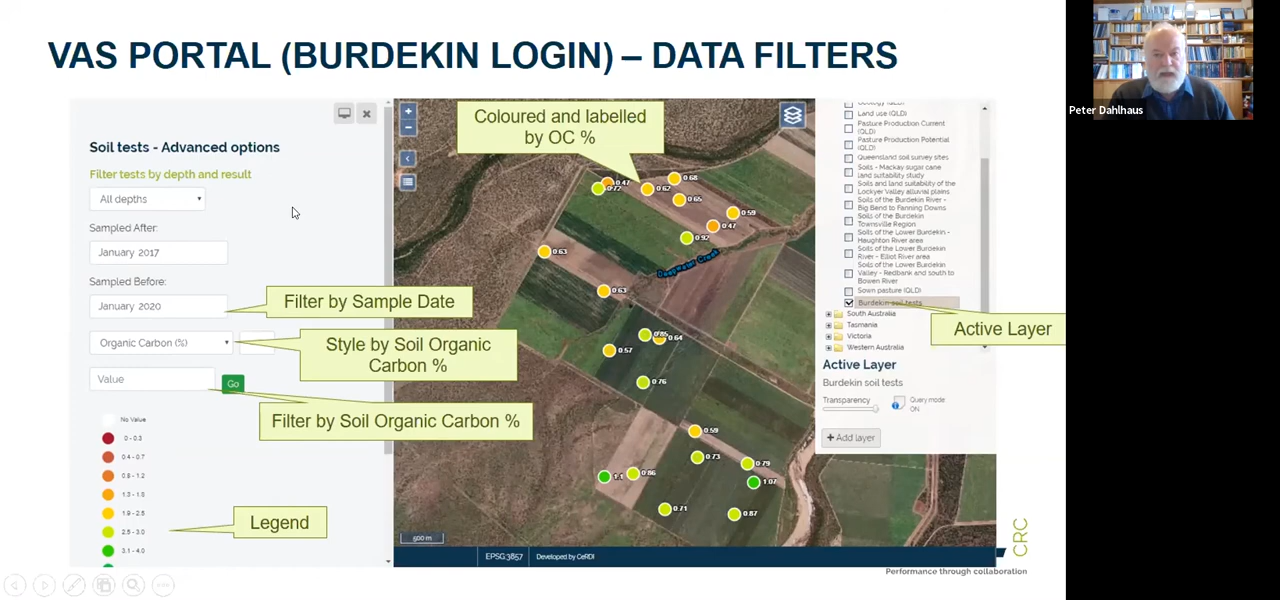 VAS PORTAL (BURDEKIN LOGIN) – DATA FILTERS
Peter Dahlhaus
Soil tests - Advanced options
Filter tests by depth and result
All depths
Sampled After:
January 2017
Sampled Before:
January 2020
Organic Carbon (%)
Value
Go
No Value
0 - 0.3
0.4 - 0.7
0.8 - 1.2
1.3 - 1.8
1.9 - 2.5
2.5 - 3.0
3.1 - 4.0
Filter by Sample Date
Style by Soil Organic
Carbon %
Filter by Soil Organic Carbon %
Legend
Coloured and labelled
by OC %
0.47
0.77
0.68
0.62
0.65
0.59
0.47
0.92
0.63
Deepwater Creek
0.63
0.85
0.64
0.57
0.76
0.59
0.73
0.79
1.1
0.86
1.07
0.71
0.87
500 m
EPSG:3857
Developed by CeRDI
Geology (QLD)
Land use (QLD)
Pasture Production Current
(QLD)
Pasture Production Potential
(QLD)
Queensland soil survey sites
Soils - Mackay sugar cane
land suitability study
Soils and land suitability of the
Lockyer Valley alluvial plains
Soils of the Burdekin River -
Big Bend to Fanning Downs
Soils of the Burdekin
Townsville Region
Soils of the Lower Burdekin -
Haughton River area
Soils of the Lower Burdekin
River - Elliot River area
Soils of the Lower Burdekin
Valley - Redbank and south to
Bowen River
Sown pasture (QLD)
Burdekin soil tests
South Australia
Tasmania
Victoria
Western Australia
Active Layer
Active Layer
Burdekin soil tests
Transparency
Query mode
ON
+ Add layer
CRC
Performance through collaboration